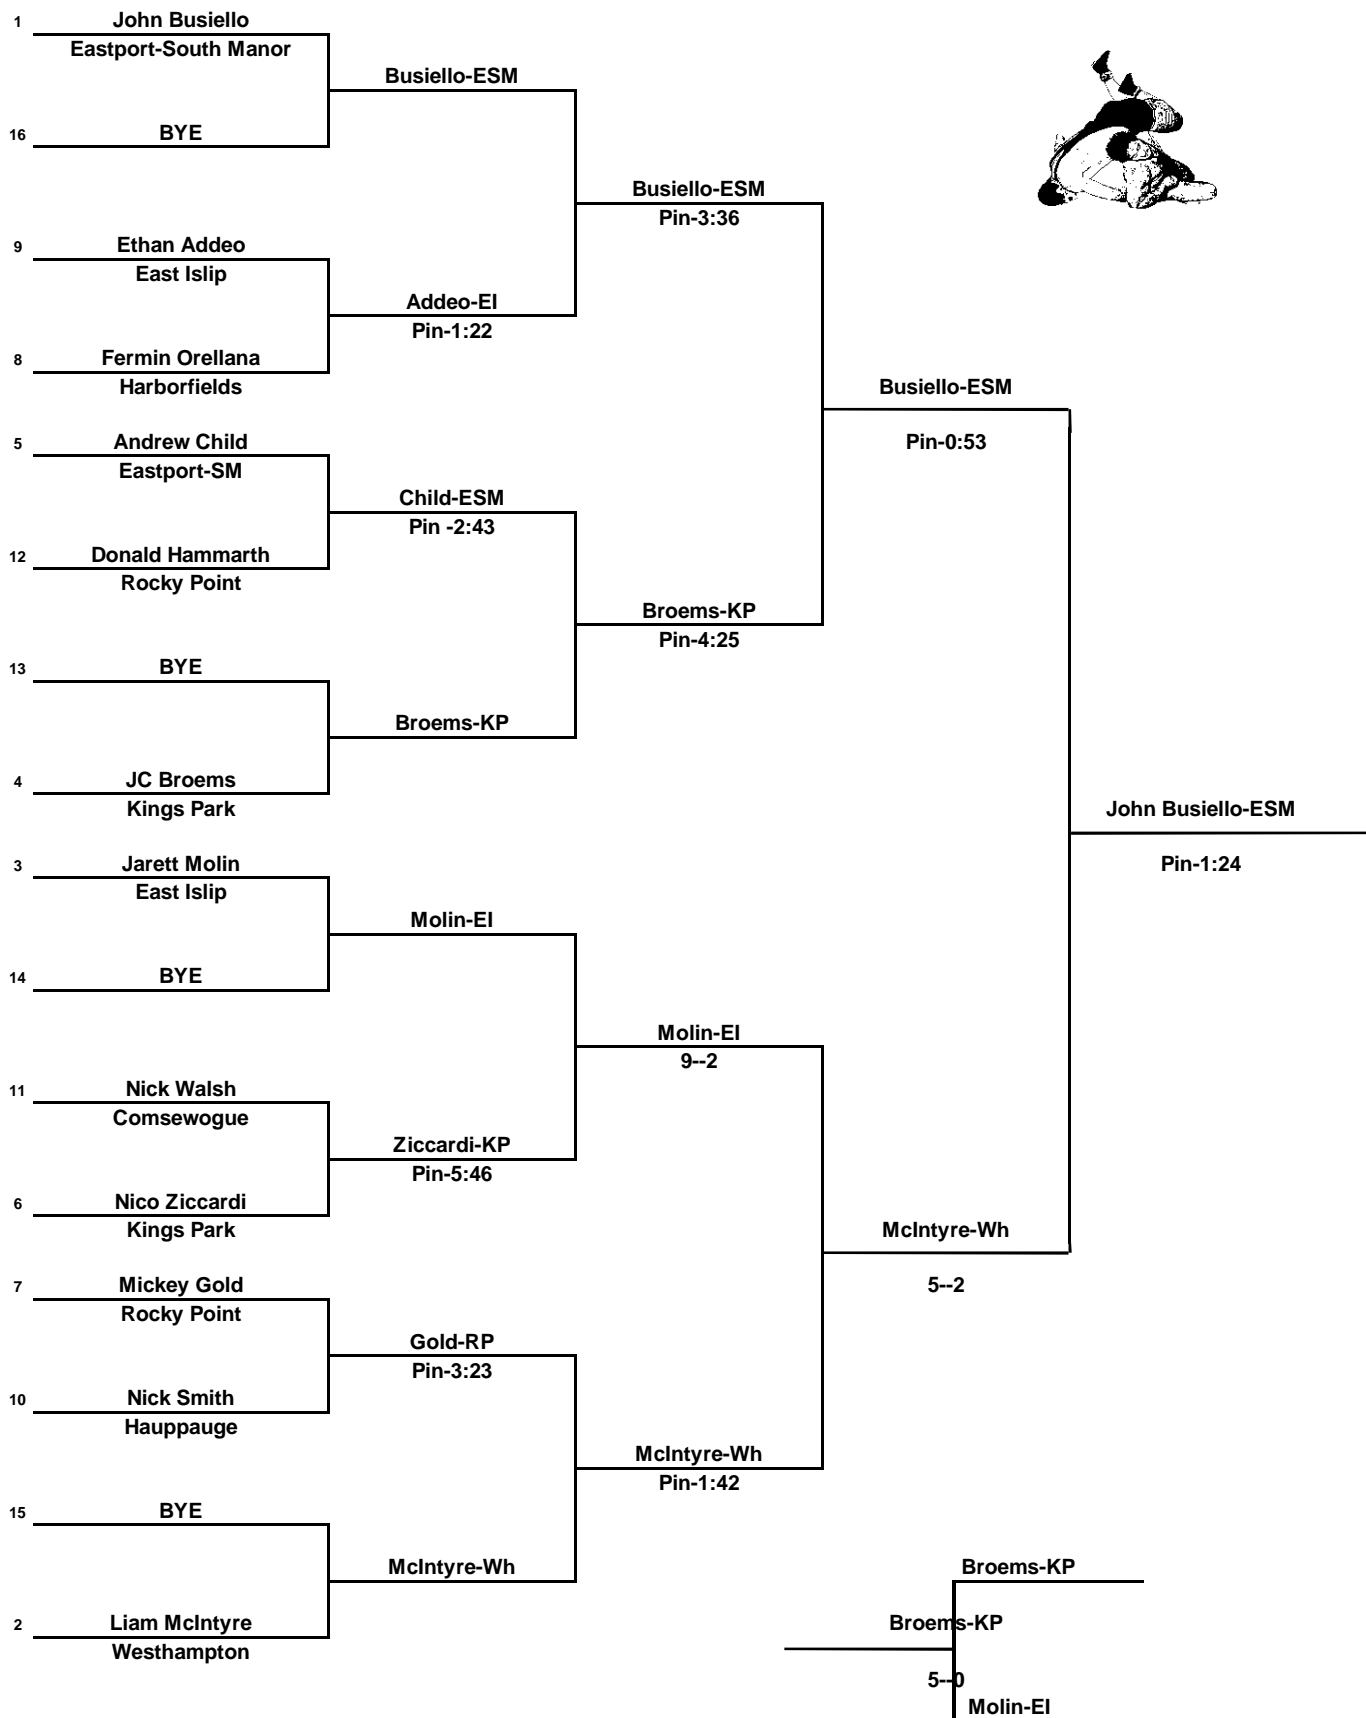 1
John Busiello
Eastport-South Manor
Busiello-ESM
16
BYE
Busiello-ESM
Pin-3:36
9
Ethan Addeo
East Islip
Addeo-EI
Pin-1:22
8
Fermin Orellana
Harborfields
Busiello-ESM
Pin-0:53
5
Andrew Child
Eastport-SM
Child-ESM
Pin -2:43
12
Donald Hammarth
Rocky Point
Broems-KP
Pin-4:25
13
BYE
Broems-KP
4
JC Broems
Kings Park
John Busiello-ESM
Pin-1:24
3
Jarett Molin
East Islip
Molin-EI
14
BYE
Molin-EI
9--2
11
Nick Walsh
Comsewogue
Ziccardi-KP
Pin-5:46
6
Nico Ziccardi
Kings Park
McIntyre-Wh
5--2
7
Mickey Gold
Rocky Point
Gold-RP
Pin-3:23
10
Nick Smith
Hauppauge
McIntyre-Wh
Pin-1:42
15
BYE
McIntyre-Wh
2
Liam McIntyre
Westhampton
Broems-KP
Broems-KP
5--0
Molin-EI